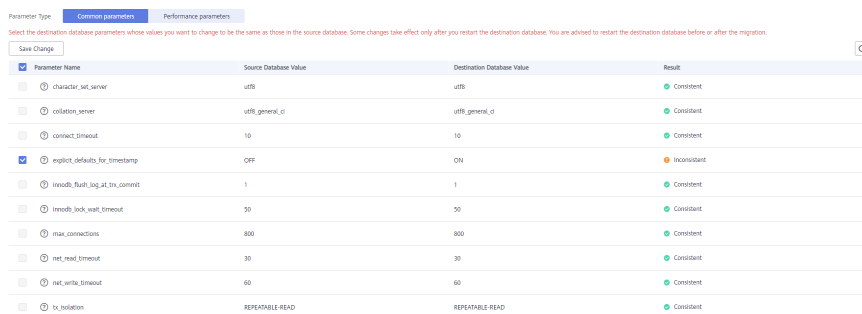 Parameter Type Common parameters Performance parameters
Select the destination database parameters whose values you want to change to be the same as those in the source database. Some changes take effect only after you restart the destination database. You are advised to restart the destination database before or after the migration.
Save Change
Parameter Name Source Database Value Destination Database Value Result
character_set_server utf8 utf8 Consistent
collation_server utf8_general_ci utf8_general_ci Consistent
connect_timeout 10 10 Consistent
explicit_defaults_for_timestamp OFF ON Inconsistent
innodb_flush_log_at_trx_commit 1 1 Consistent
innodb_lock_wait_timeout 50 50 Consistent
max_connections 800 800 Consistent
net_read_timeout 30 30 Consistent
net_write_timeout 60 60 Consistent
tx_isolation REPEATABLE-READ REPEATABLE-READ Consistent